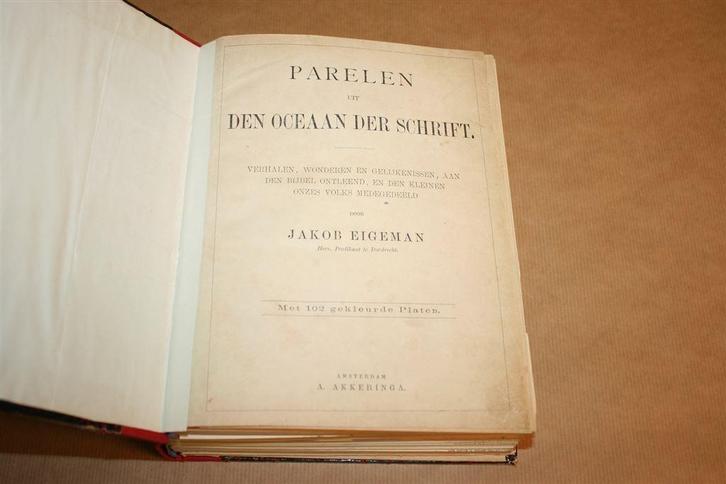 PARELEN
UIT
DEN OCEAAN DER SCHRIFT.
VERHALEN, WONDEREN EN GELIJKENISSEN, AAN
DEN BIJBEL ONTLEEND, EN DEN KLEINEN
ONZES VOLKS MEDEGEDEELD
DOOR
JAKOB EIGEMAN
Herv. Predikant te Dordrecht.
Met 102 gekleurde Platen.
AMSTERDAM
A. AKKERINGA.